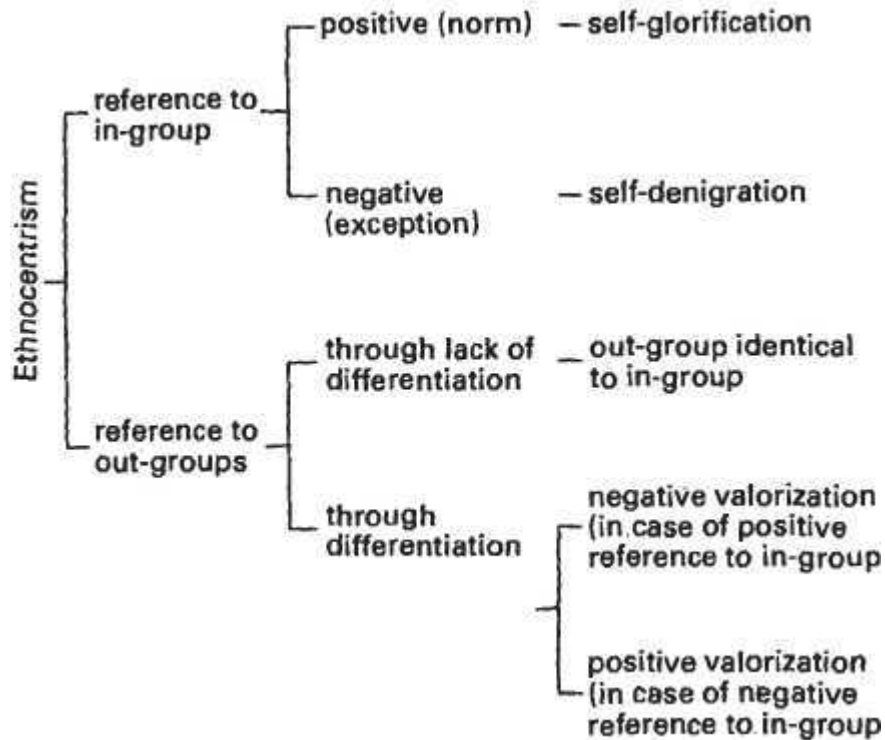 positive (norm) – self-glorification
reference to
in-group
negative – self-denigration
(exception)
Ethnocentrism
through lack of – out-group identical
differentiation to in-group
reference to
out-groups
through
differentiation
negative valorization
(in case of positive
reference to in-group
positive valorization
(in case of negative
reference to in-group